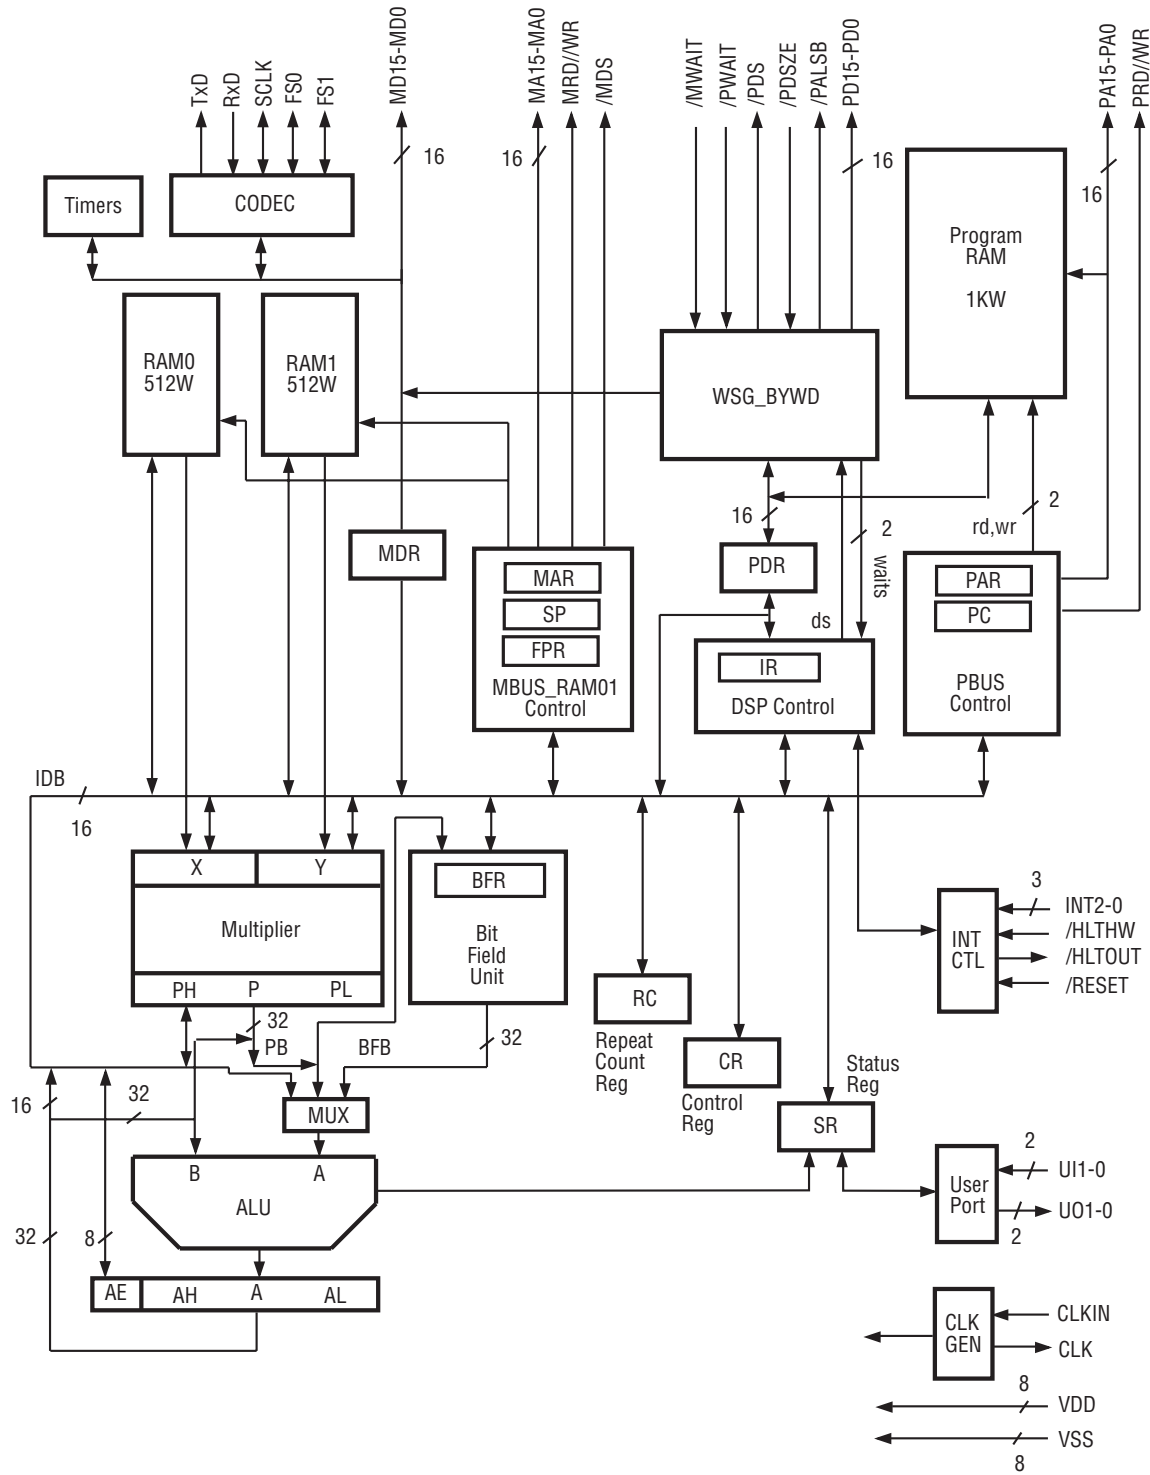 TxD
RxD
SCLK
FS0
FS1
MD15-MD0
MA15-MA0
MRD//WR
/MDS
/MWAIT
/PWAIT
/PDS
/PDSZE
/PALSB
PD15-PD0
PA15-PA0
PRD//WR
16
16
16
16
Timers
CODEC
Program
RAM
1KW
RAM0
512W
RAM1
512W
WSG_BYWD
16
2
waits
2
rd,wr
MDR
MAR
SP
FPR
MBUS_RAM01
Control
PDR
ds
IR
DSP Control
PAR
PC
PBUS
Control
IDB
16
X
Y
Multiplier
PH
P
PL
BFR
Bit
Field
Unit
32
PB
BFB
32
RC
Repeat
Count
Reg
CR
Control
Reg
Status
Reg
SR
INT
CTL
3
INT2-0
/HLTHW
/HLTOUT
/RESET
16
32
MUX
B
A
ALU
32
8
AE
AH
A
AL
User
Port
2
UI1-0
UO1-0
2
CLK
GEN
CLKIN
CLK
8
VDD
VSS
8